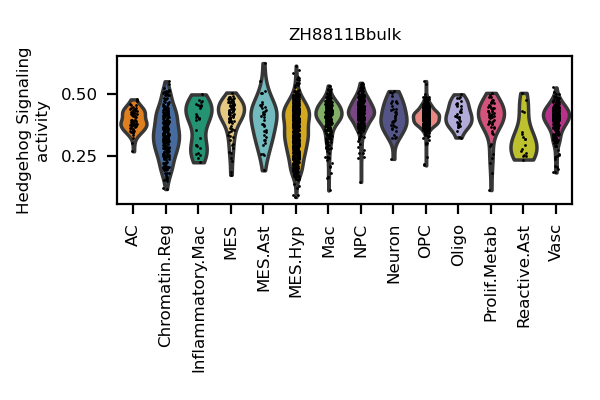 ZH8811Bbulk
Hedgehog Signaling
activity
0.50
0.25
AC
Chromatin.Reg
Inflammatory.Mac
MES
MES.Ast
MES.Hyp
Mac
NPC
Neuron
OPC
Oligo
Prolif.Metab
Reactive.Ast
Vasc